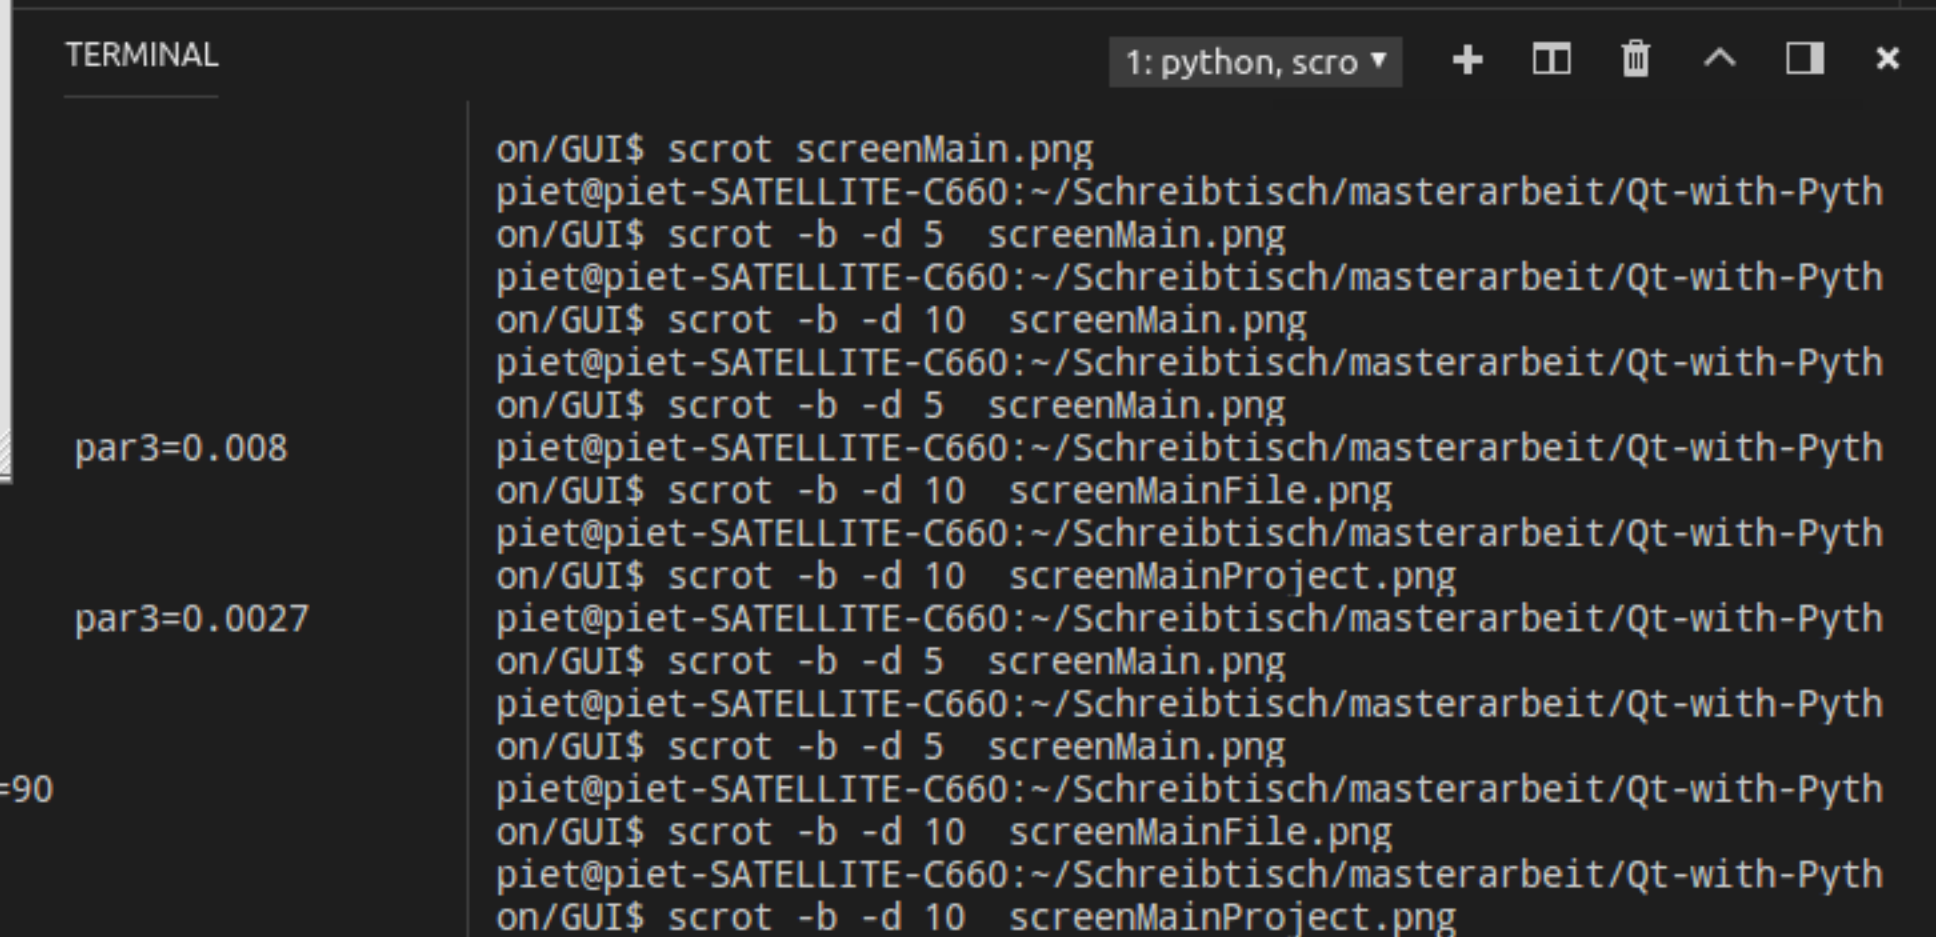 TERMINAL
1: python, scro
on/GUI$ scrot screenMain.png
piet@piet-SATELLITE-C660:~/Schreibtisch/masterarbeit/Qt-with-Pyth
on/GUI$ scrot -b -d 5  screenMain.png
piet@piet-SATELLITE-C660:~/Schreibtisch/masterarbeit/Qt-with-Pyth
on/GUI$ scrot -b -d 10  screenMain.png
piet@piet-SATELLITE-C660:~/Schreibtisch/masterarbeit/Qt-with-Pyth
on/GUI$ scrot -b -d 5  screenMain.png
par3=0.008
piet@piet-SATELLITE-C660:~/Schreibtisch/masterarbeit/Qt-with-Pyth
on/GUI$ scrot -b -d 10  screenMainFile.png
piet@piet-SATELLITE-C660:~/Schreibtisch/masterarbeit/Qt-with-Pyth
on/GUI$ scrot -b -d 10  screenMainProject.png
par3=0.0027
piet@piet-SATELLITE-C660:~/Schreibtisch/masterarbeit/Qt-with-Pyth
on/GUI$ scrot -b -d 5  screenMain.png
piet@piet-SATELLITE-C660:~/Schreibtisch/masterarbeit/Qt-with-Pyth
on/GUI$ scrot -b -d 5  screenMain.png
=90
piet@piet-SATELLITE-C660:~/Schreibtisch/masterarbeit/Qt-with-Pyth
on/GUI$ scrot -b -d 10  screenMainFile.png
piet@piet-SATELLITE-C660:~/Schreibtisch/masterarbeit/Qt-with-Pyth
on/GUI$ scrot -b -d 10  screenMainProject.png